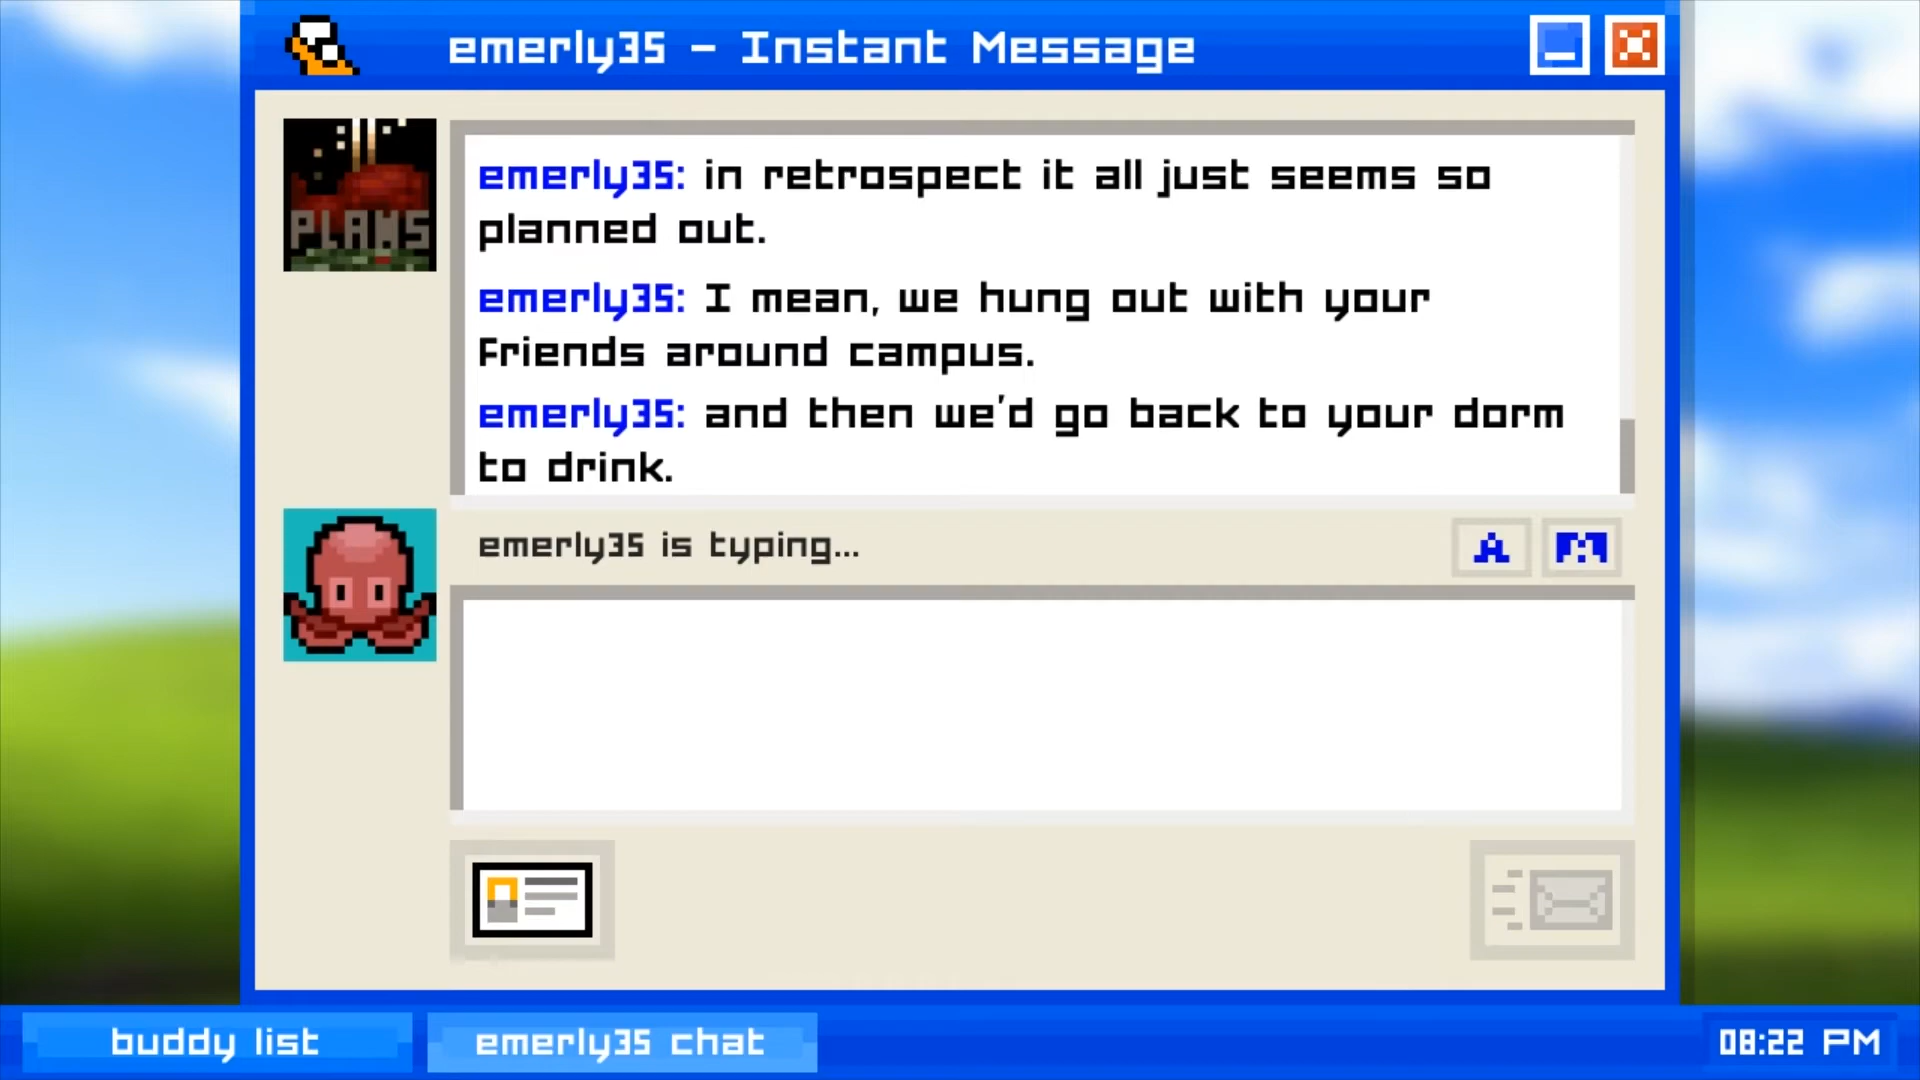 emerly35 – Instant Message
PLANS
emerly35: in retrospect it all just seems so
planned out.
emerly35: I mean, we hung out with your
friends around campus.
emerly35: and then we'd go back to your dorm
to drink.
emerly35 is typing...
A
buddy list
emerly35 chat
08:22 PM